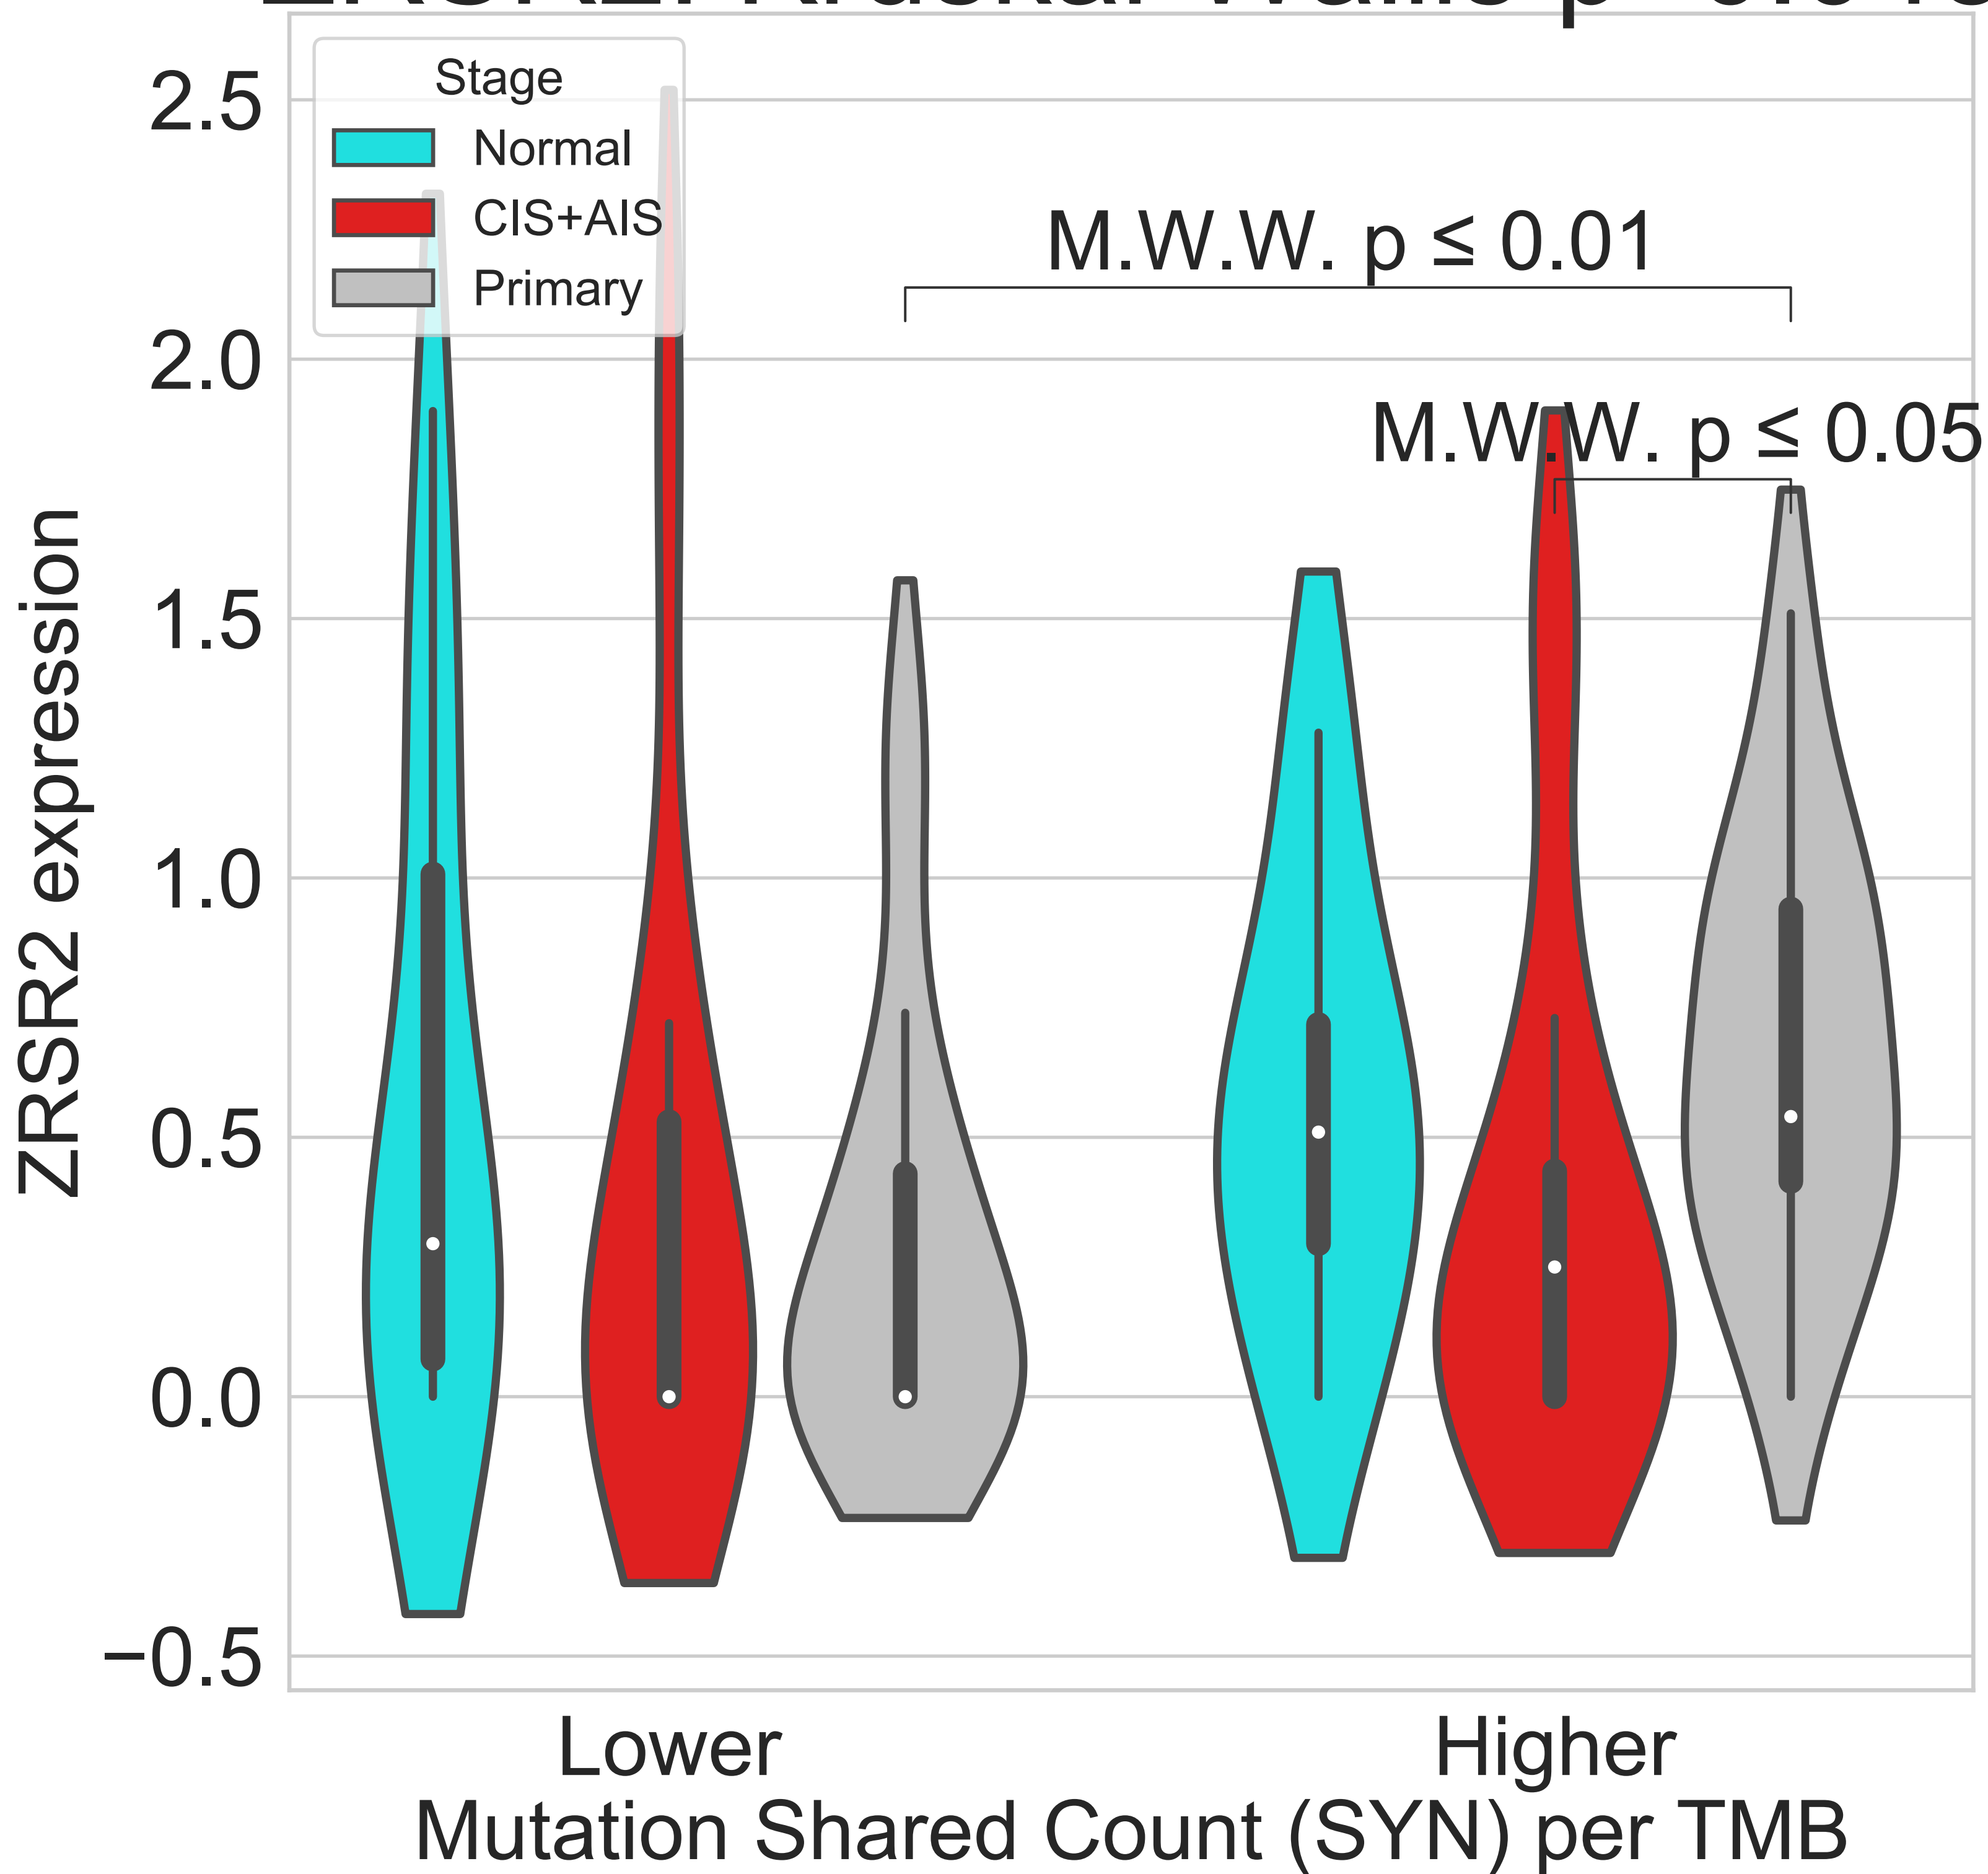 2.5
2.0
1.5
1.0
0.5
0.0
−0.5
ZRSR2 expression
Stage
Normal
CIS+AIS
Primary
M.W.W. p ≤ 0.01
M.W.W. p ≤ 0.05
Lower
Higher
Mutation Shared Count (SYN) per TMB